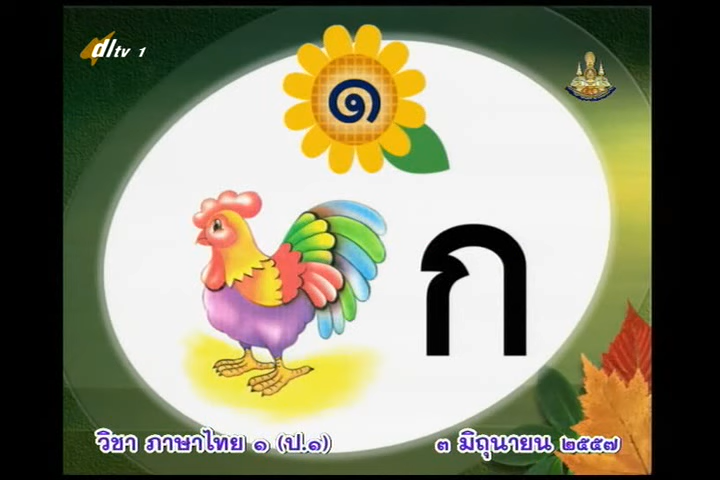 dltv 1
๑
ก
วิชา ภาษาไทย ๑ (ป.๑)
๓ มิถุนายน ๒๕๕๗